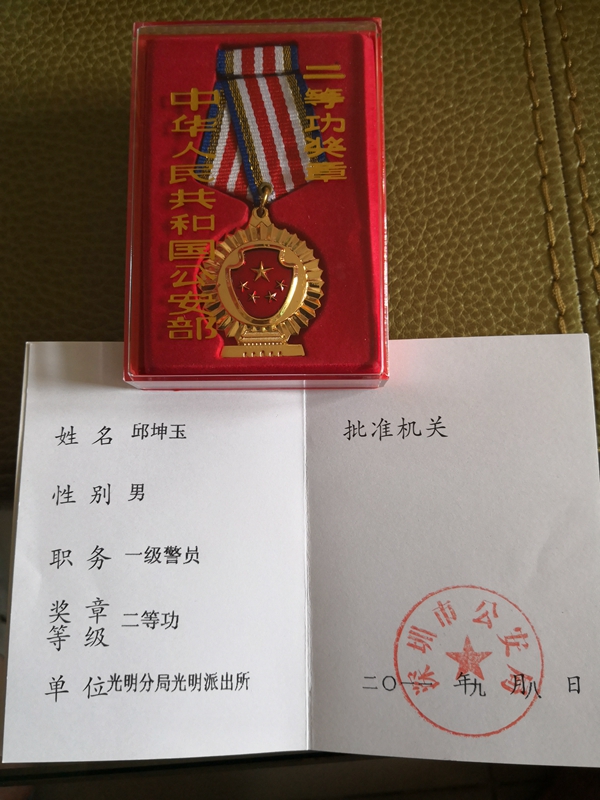 二等功奖章
中华人民共和国公安部
姓名 邱坤玉
性别 男
职务 一级警员
奖章
等级 二等功
单位 光明分局光明派出所
批准机关
深圳市公安局
二〇一一年九月八日